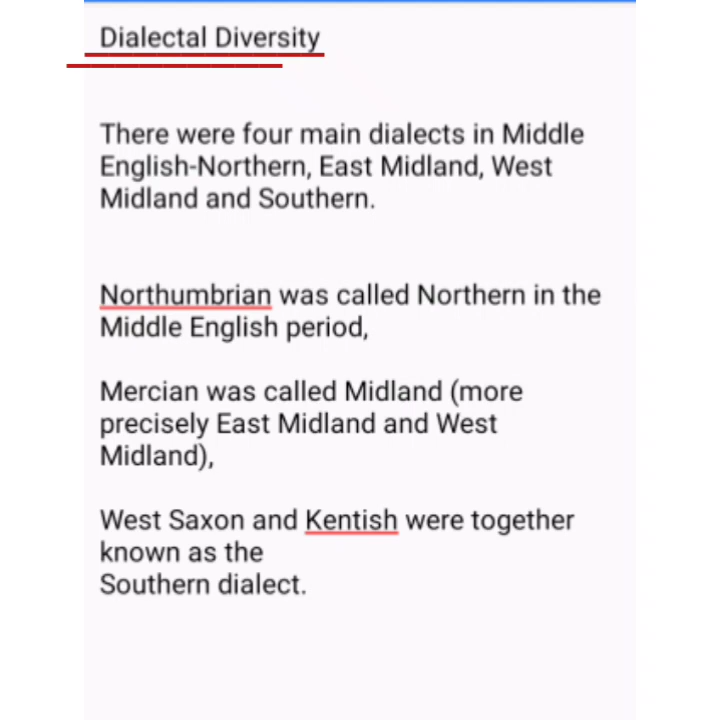 Dialectal Diversity
There were four main dialects in Middle
English-Northern, East Midland, West
Midland and Southern.
Northumbrian was called Northern in the
Middle English period,
Mercian was called Midland (more
precisely East Midland and West
Midland),
West Saxon and Kentish were together
known as the
Southern dialect.